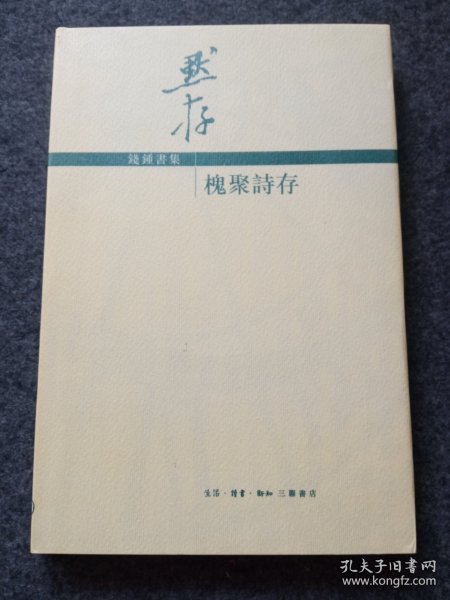 默存
錢鍾書集
槐聚詩存
生活·讀書·新知三聯書店
孔夫子旧书网
www.kongfz.com